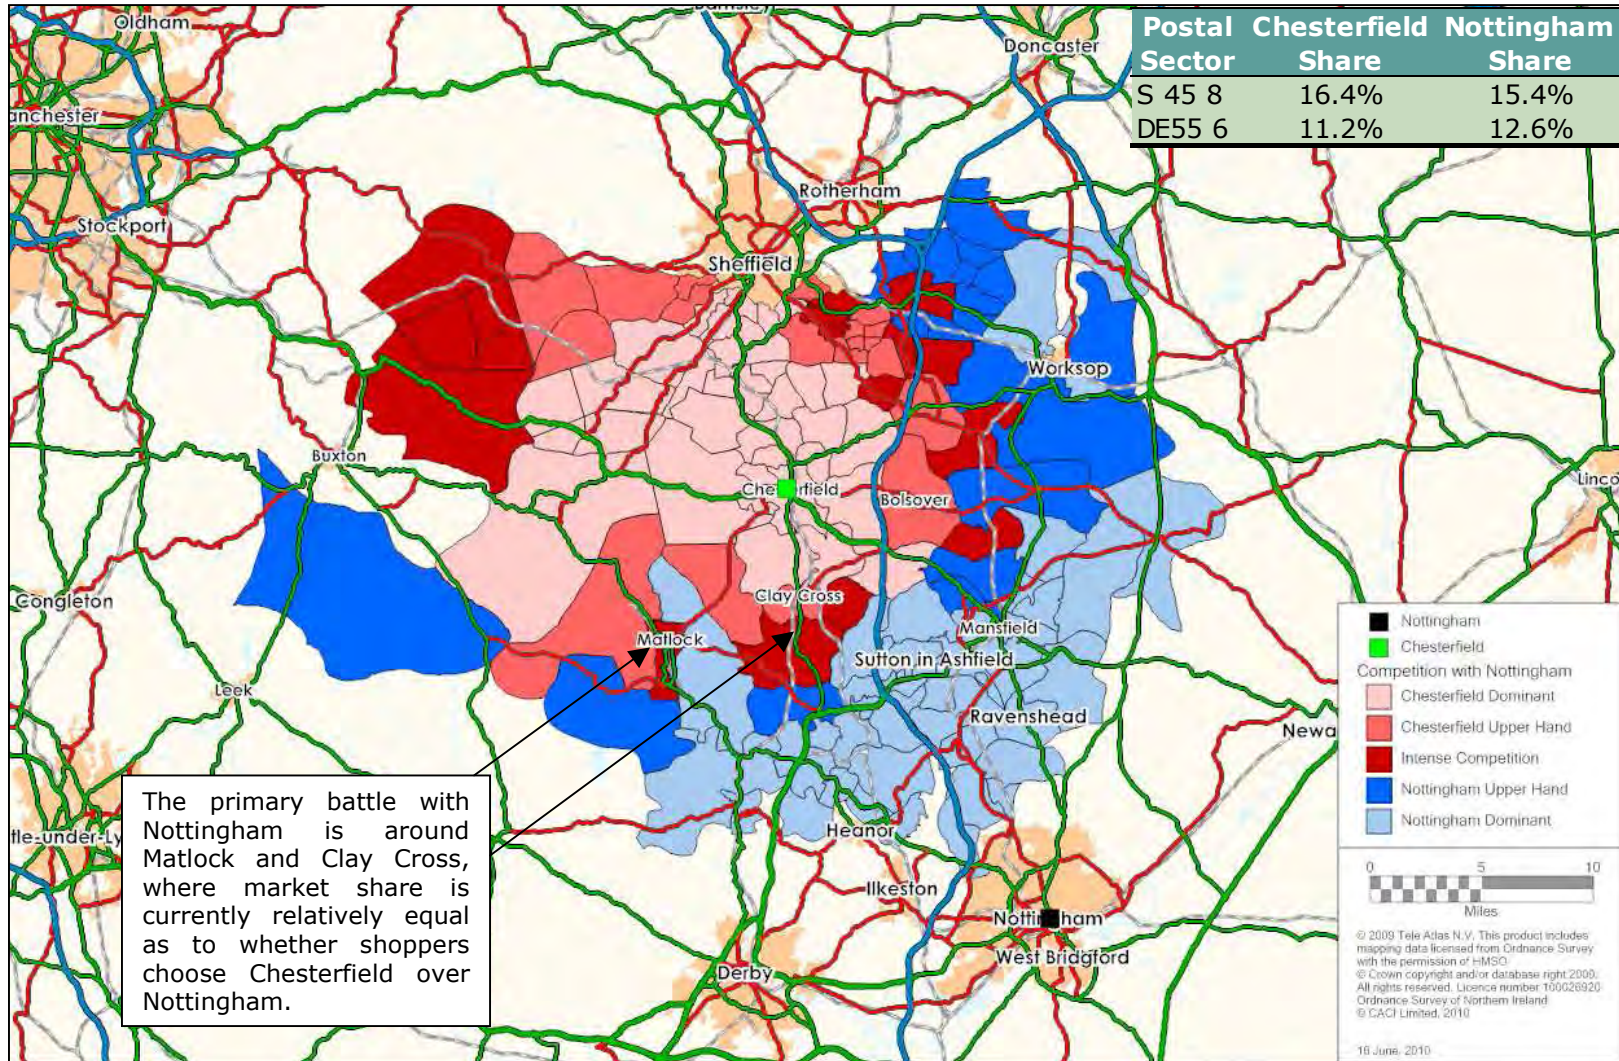 Oldham
Doncaster
Postal Chesterfield Nottingham
Sector Share Share
S 45 8 16.4% 15.4%
DE55 6 11.2% 12.6%
anchester
Rotherham
Stockport
Sheffield
Worksop
Buxton
Chesterfield
Bolsover
Linco
Congleton
Clay Cross
Matlock
Mansfield
Sutton in Ashfield
Leek
Ravenshead
Newa
tle-under-Ly
Heanor
Ilkeston
Nottingham
West Bridgford
Derby
The primary battle with
Nottingham is around
Matlock and Clay Cross,
where market share is
currently relatively equal
as to whether shoppers
choose Chesterfield over
Nottingham.
Nottingham
Chesterfield
Competition with Nottingham
Chesterfield Dominant
Chesterfield Upper Hand
Intense Competition
Nottingham Upper Hand
Nottingham Dominant
0 5 10
Miles
© 2009 Tele Atlas N.V. This product includes
mapping data licensed from Ordnance Survey
with the permission of HMSO
© Crown copyright and/or database right 2009.
All rights reserved. Licence number 100026920
Ordnance Survey of Northern Ireland
© CACI Limited, 2010
16 June, 2010